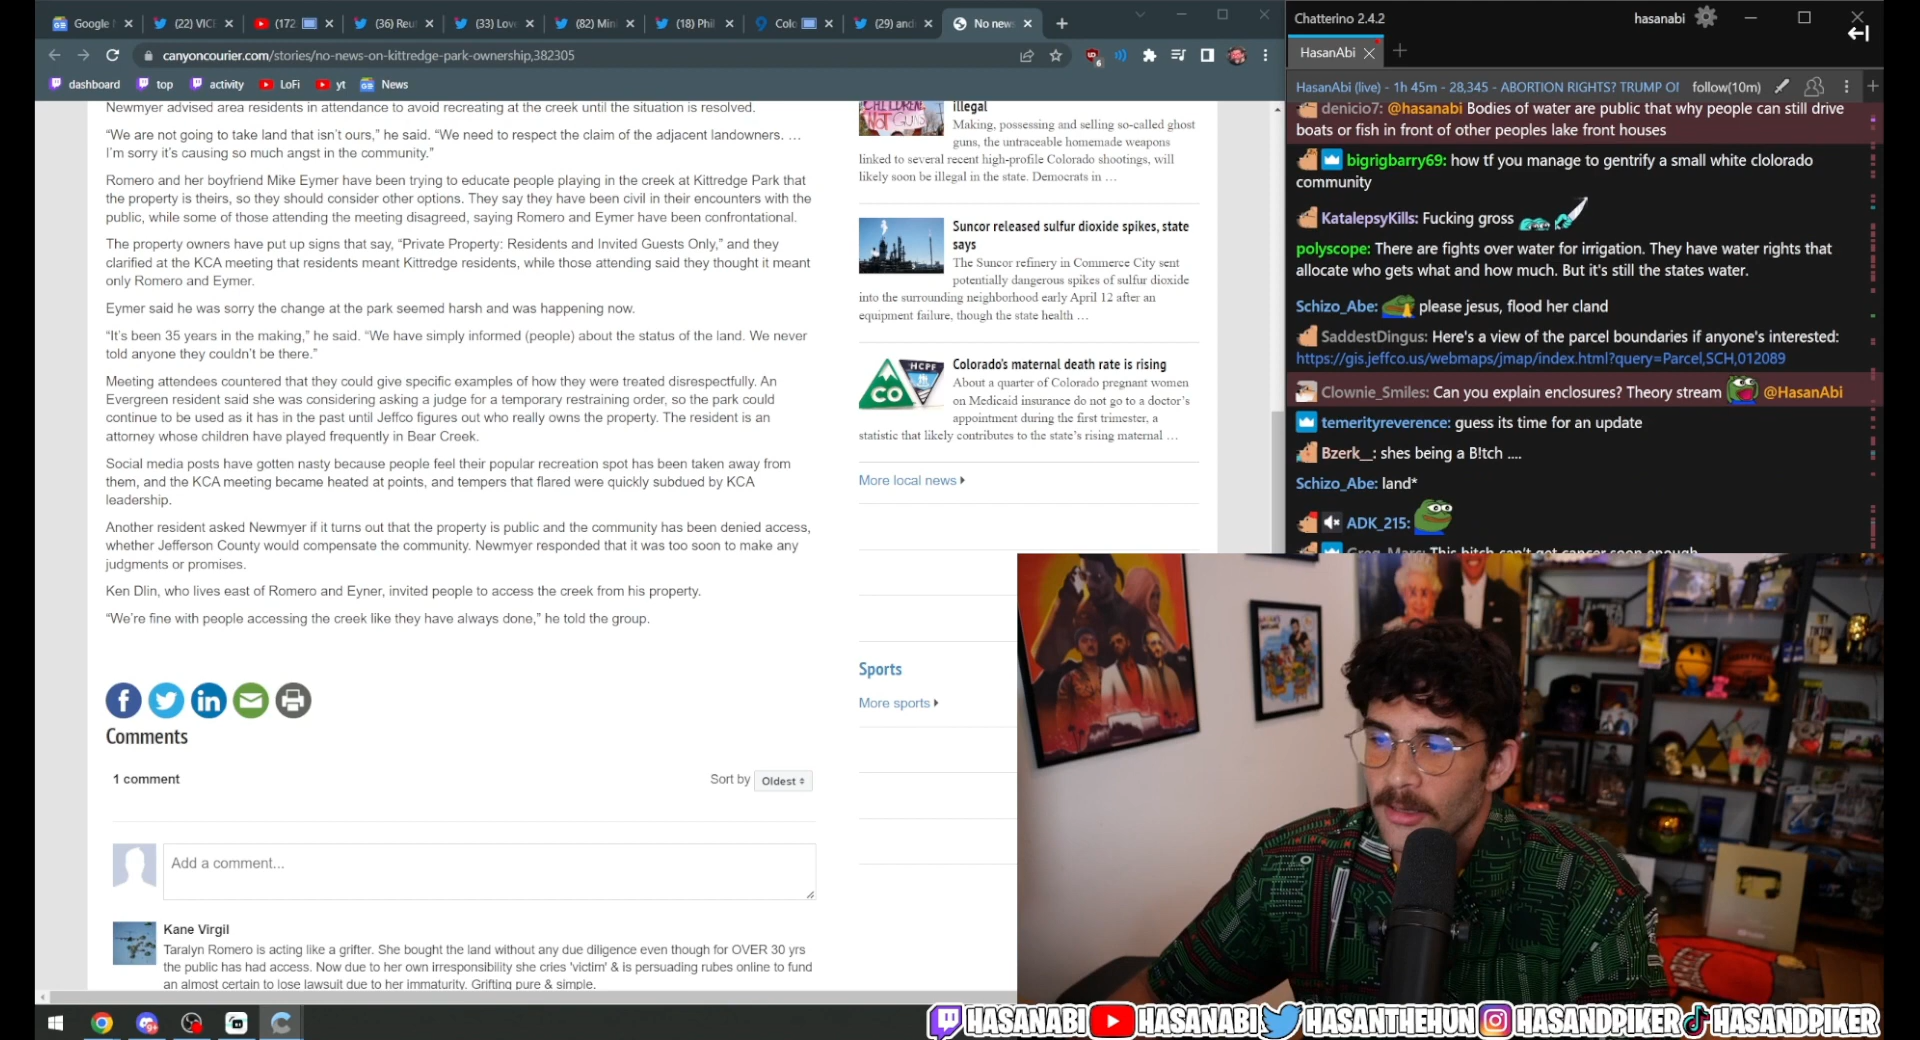 Google
(22) VICE
(172
(36) Reu
(33) Love
(82) Mini
(18) Phil
Colo
(29) and
No news
canyoncourier.com/stories/no-news-on-kittredge-park-ownership,382305
dashboard top activity LoFi yt News
Newmyer advised area residents in attendance to avoid recreating at the creek until the situation is resolved.
“We are not going to take land that isn’t ours,” he said. “We need to respect the claim of the adjacent landowners. …
I’m sorry it’s causing so much angst in the community.”
Romero and her boyfriend Mike Eymer have been trying to educate people playing in the creek at Kittredge Park that
the property is theirs, so they should consider other options. They say they have been civil in their encounters with the
public, while some of those attending the meeting disagreed, saying Romero and Eymer have been confrontational.
The property owners have put up signs that say, “Private Property: Residents and Invited Guests Only,” and they
clarified at the KCA meeting that residents meant Kittredge residents, while those attending said they thought it meant
only Romero and Eymer.
Eymer said he was sorry the change at the park seemed harsh and was happening now.
“It’s been 35 years in the making,” he said. “We have simply informed (people) about the status of the land. We never
told anyone they couldn’t be there.”
Meeting attendees countered that they could give specific examples of how they were treated disrespectfully. An
Evergreen resident said she was considering asking a judge for a temporary restraining order, so the park could
continue to be used as it has in the past until Jeffco figures out who really owns the property. The resident is an
attorney whose children have played frequently in Bear Creek.
Social media posts have gotten nasty because people feel their popular recreation spot has been taken away from
them, and the KCA meeting became heated at points, and tempers that flared were quickly subdued by KCA
leadership.
Another resident asked Newmyer if it turns out that the property is public and the community has been denied access,
whether Jefferson County would compensate the community. Newmyer responded that it was too soon to make any
judgments or promises.
Ken Dlin, who lives east of Romero and Eyner, invited people to access the creek from his property.
“We’re fine with people accessing the creek like they have always done,” he told the group.
Comments
1 comment
Sort by Oldest
Add a comment...
Kane Virgil
Taralyn Romero is acting like a grifter. She bought the land without any due diligence even though for OVER 30 yrs
the public has had access. Now due to her own irresponsibility she cries 'victim' & is persuading rubes online to fund
an almost certain to lose lawsuit due to her immaturity. Grifting pure & simple.
CHILDREN
NOT GUNS
illegal
Making, possessing and selling so-called ghost
guns, the untraceable homemade weapons
linked to several recent high-profile Colorado shootings, will
likely soon be illegal in the state. Democrats in …
Suncor released sulfur dioxide spikes, state
says
The Suncor refinery in Commerce City sent
potentially dangerous spikes of sulfur dioxide
into the surrounding neighborhood early April 12 after an
equipment failure, though the state health …
CO
HCPF
Colorado’s maternal death rate is rising
About a quarter of Colorado pregnant women
on Medicaid insurance do not go to a doctor’s
appointment during the first trimester, a
statistic that likely contributes to the state’s rising maternal …
More local news
Sports
More sports
Chatterino 2.4.2
hasanabi
HasanAbi
HasanAbi (live) - 1h 45m - 28,345 - ABORTION RIGHTS? TRUMP OI follow(10m)
denicio7: @hasanabi Bodies of water are public that why people can still drive
boats or fish in front of other peoples lake front houses
bigrigbarry69: how tf you manage to gentrify a small white clolorado
community
KatalepsyKills: Fucking gross
polyscope: There are fights over water for irrigation. They have water rights that
allocate who gets what and how much. But it's still the states water.
Schizo_Abe: please jesus, flood her cland
SaddestDingus: Here's a view of the parcel boundaries if anyone's interested:
https://gis.jeffco.us/webmaps/jmap/index.html?query=Parcel,SCH,012089
Clownie_Smiles: Can you explain enclosures? Theory stream @HasanAbi
temerityreverence: guess its time for an update
Bzerk__: shes being a B!tch ....
Schizo_Abe: land*
ADK_215:
Greg_Marc: This bitch can't get cancer soon enough
HASANABI HASANABI HASANTHEHUN HASANDPIKER HASANDPIKER